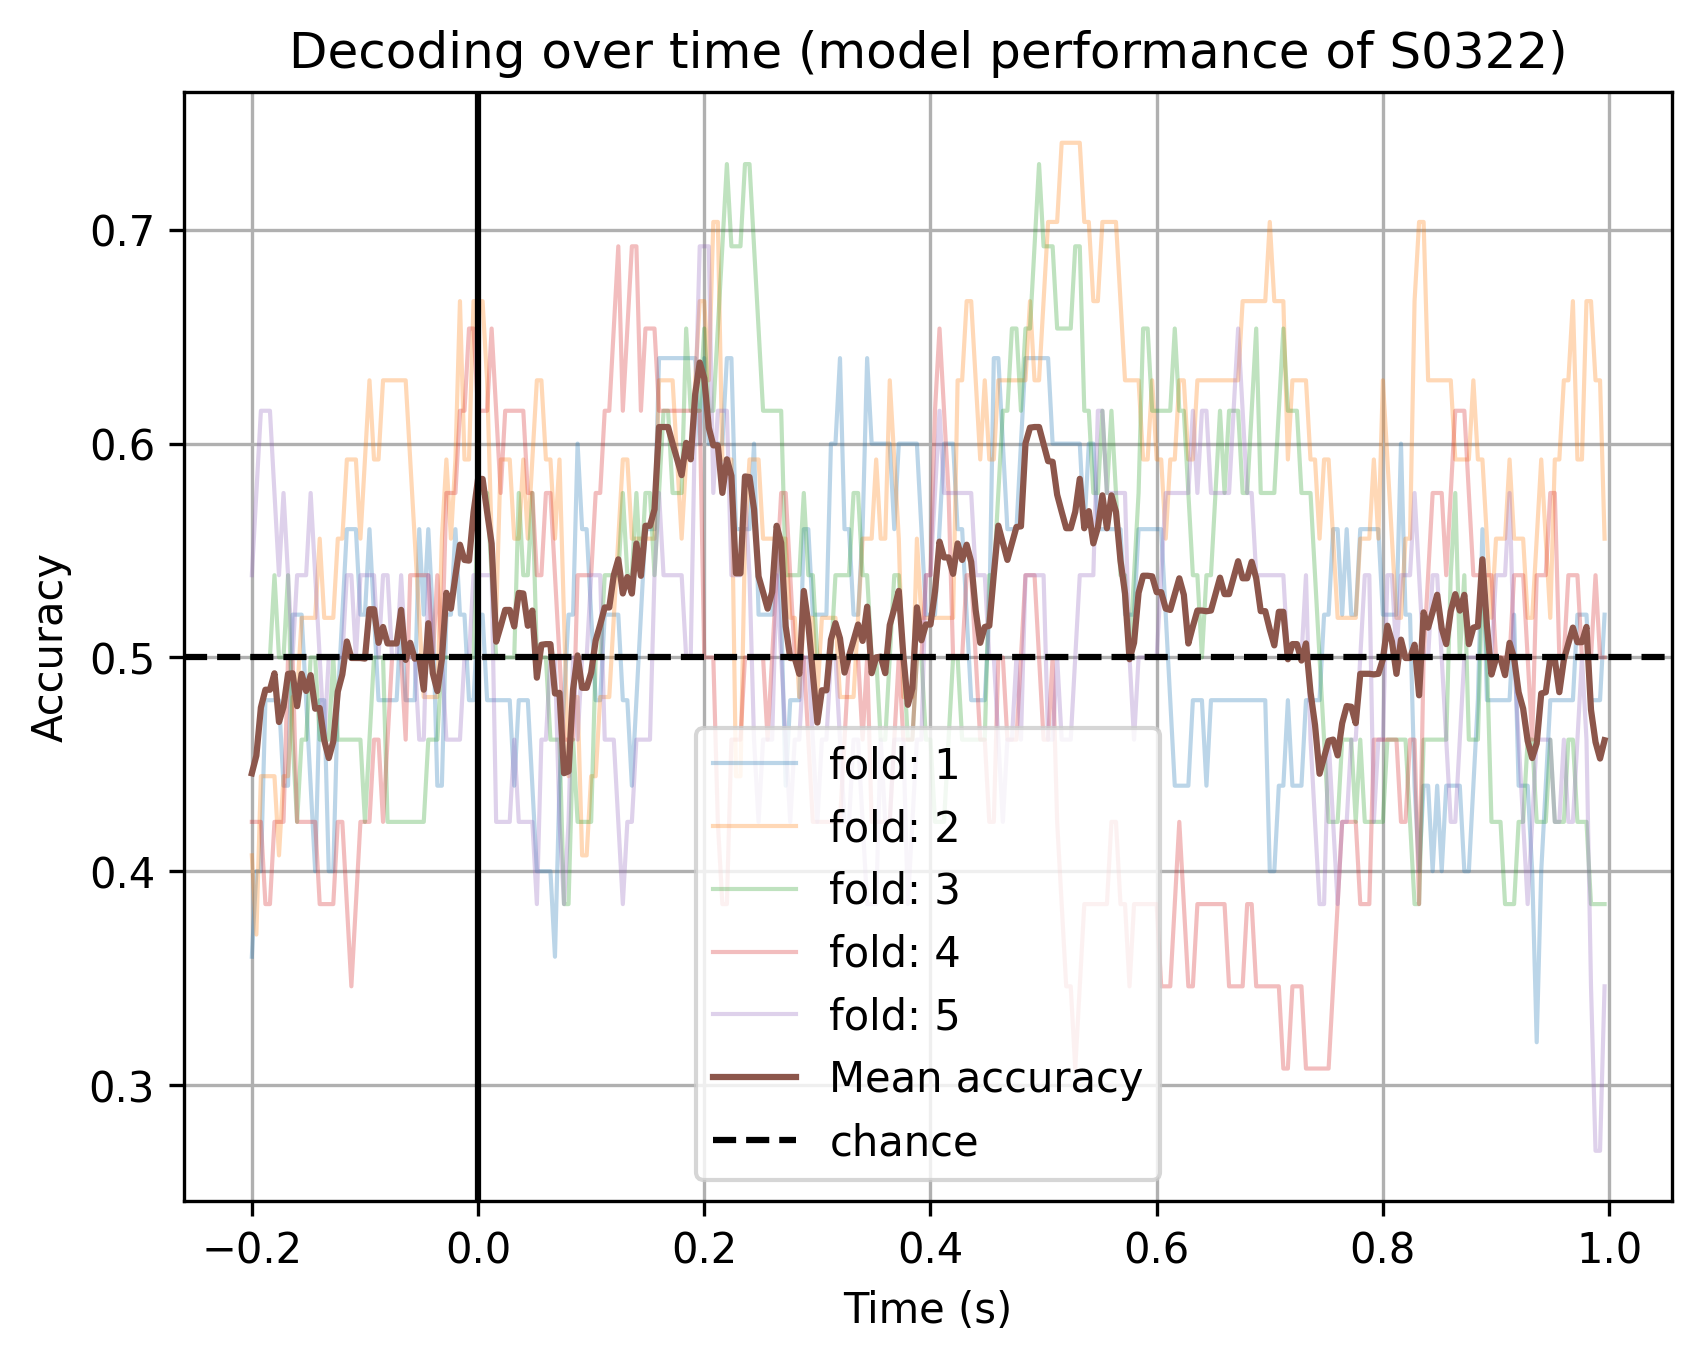 Decoding over time (model performance of S0322)
Accuracy
0.7
0.6
0.5
0.4
0.3
fold: 1
fold: 2
fold: 3
fold: 4
fold: 5
Mean accuracy
chance
−0.2 0.0 0.2 0.4 0.6 0.8 1.0
Time (s)